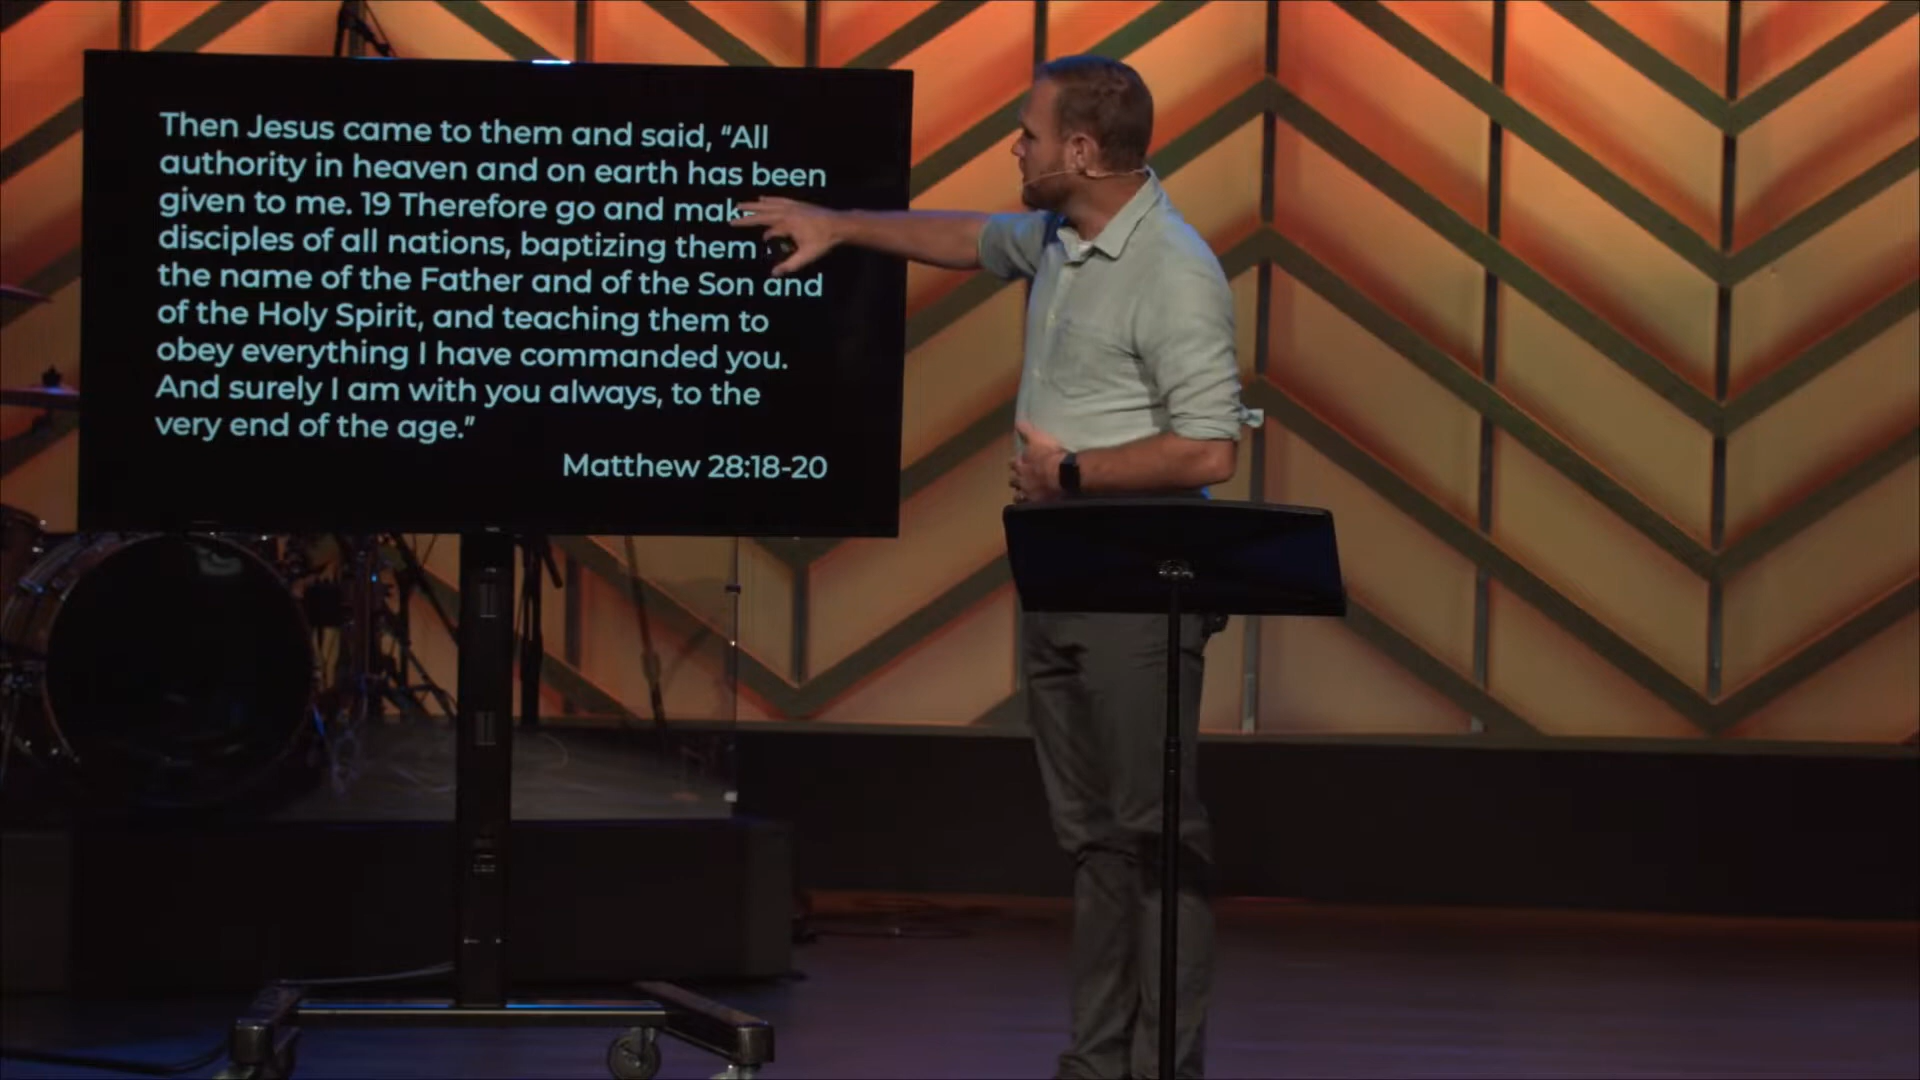 Then Jesus came to them and said, “All
authority in heaven and on earth has been
given to me. 19 Therefore go and mak
disciples of all nations, baptizing them
the name of the Father and of the Son and
of the Holy Spirit, and teaching them to
obey everything I have commanded you.
And surely I am with you always, to the
very end of the age.”
Matthew 28:18-20